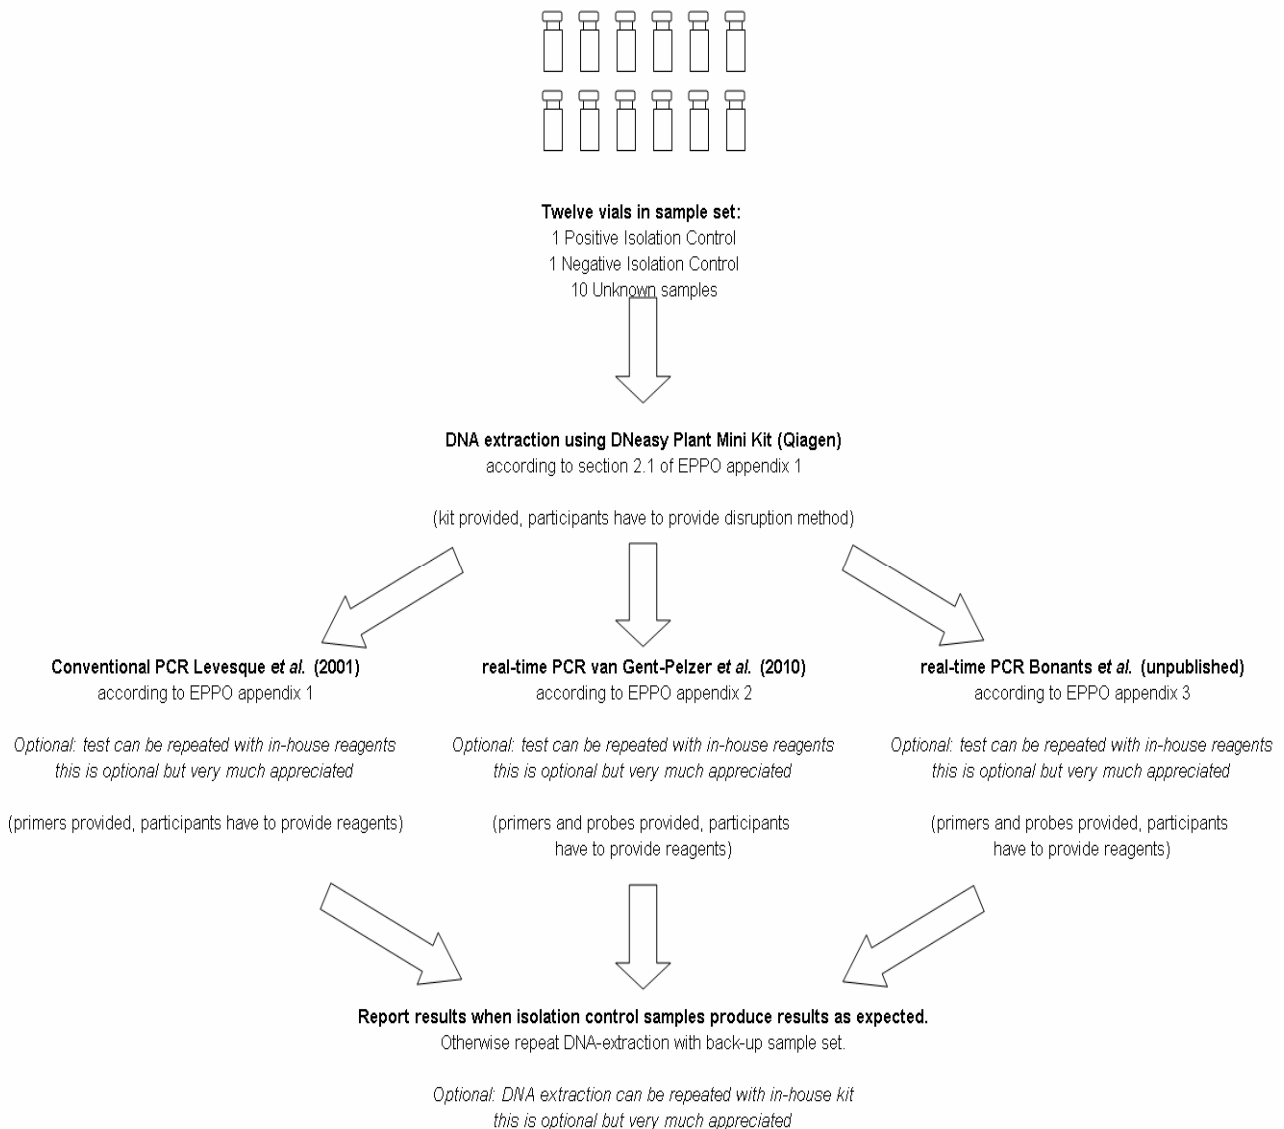 Twelve vials in sample set:
1 Positive Isolation Control
1 Negative Isolation Control
10 Unknown samples
DNA extraction using DNeasy Plant Mini Kit (Qiagen)
according to section 2.1 of EPPO appendix 1
(kit provided, participants have to provide disruption method)
Conventional PCR Levesque et al. (2001)
according to EPPO appendix 1
Optional: test can be repeated with in-house reagents
this is optional but very much appreciated
(primers provided, participants have to provide reagents)
real-time PCR van Gent-Pelzer et al. (2010)
according to EPPO appendix 2
Optional: test can be repeated with in-house reagents
this is optional but very much appreciated
(primers and probes provided, participants
have to provide reagents)
real-time PCR Bonants et al. (unpublished)
according to EPPO appendix 3
Optional: test can be repeated with in-house reagents
this is optional but very much appreciated
(primers and probes provided, participants
have to provide reagents)
Report results when isolation control samples produce results as expected.
Otherwise repeat DNA-extraction with back-up sample set.
Optional: DNA extraction can be repeated with in-house kit
this is optional but very much appreciated